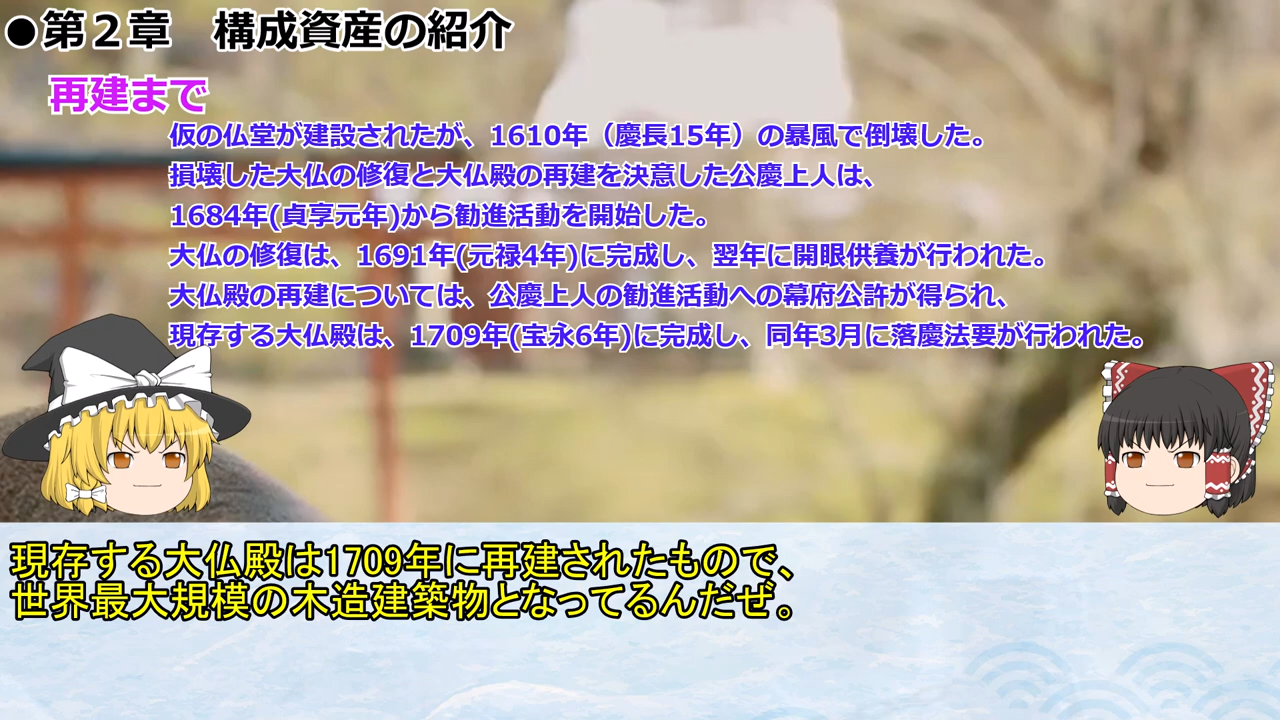 ●第２章　構成資産の紹介
再建まで
仮の仏堂が建設されたが、1610年（慶長15年）の暴風で倒壊した。
損壊した大仏の修復と大仏殿の再建を決意した公慶上人は、
1684年(貞享元年)から勧進活動を開始した。
大仏の修復は、1691年(元禄4年)に完成し、翌年に開眼供養が行われた。
大仏殿の再建については、公慶上人の勧進活動への幕府公許が得られ、
現存する大仏殿は、1709年(宝永6年)に完成し、同年3月に落慶法要が行われた。
現存する大仏殿は1709年に再建されたもので、
世界最大規模の木造建築物となってるんだぜ。